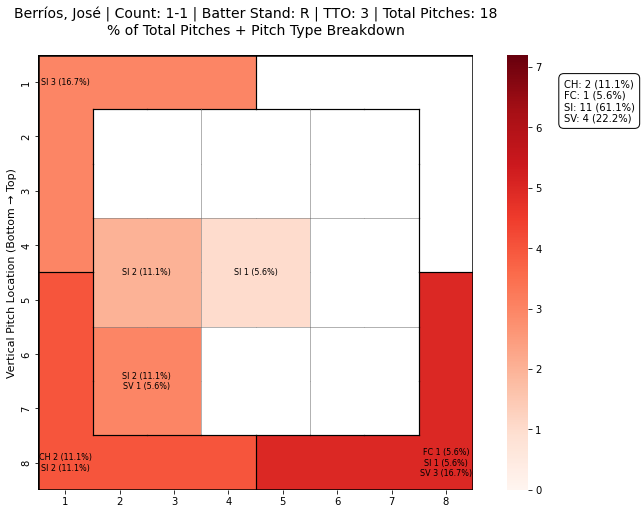 Berríos, José | Count: 1-1 | Batter Stand: R | TTO: 3 | Total Pitches: 18
% of Total Pitches + Pitch Type Breakdown
Vertical Pitch Location (Bottom → Top)
1
2
3
4
5
6
7
8
SI 3 (16.7%)
SI 2 (11.1%)
SI 1 (5.6%)
SI 2 (11.1%)
SV 1 (5.6%)
CH 2 (11.1%)
SI 2 (11.1%)
FC 1 (5.6%)
SI 1 (5.6%)
SV 3 (16.7%)
1 2 3 4 5 6 7 8
7
6
5
4
3
2
1
0
CH: 2 (11.1%)
FC: 1 (5.6%)
SI: 11 (61.1%)
SV: 4 (22.2%)